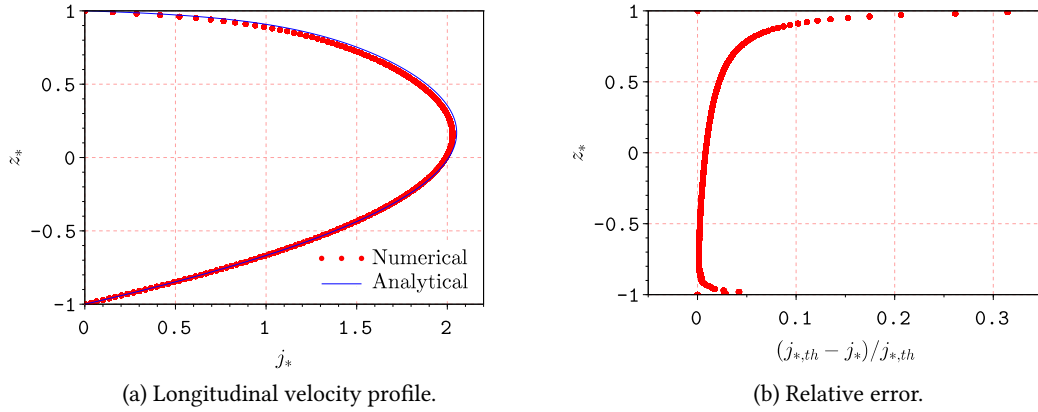 1
0.5
0
−0.5
−1
z*
0
0.5
1
1.5
2
j*
Numerical
Analytical
(a) Longitudinal velocity profile.
1
0.5
0
−0.5
−1
z*
0
0.1
0.2
0.3
(j*,th − j*)/j*,th
(b) Relative error.